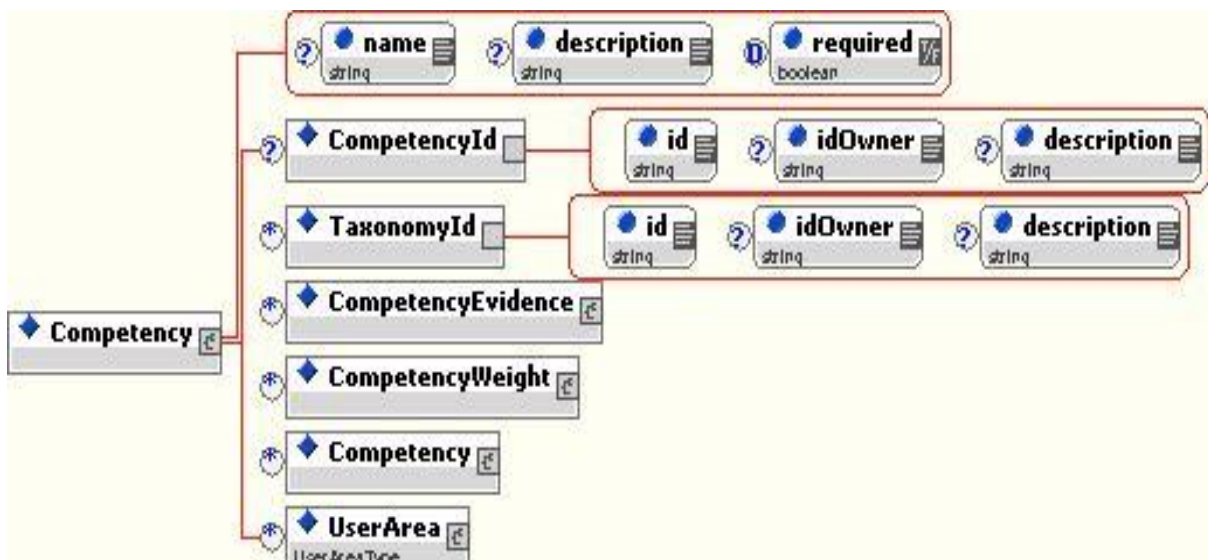 ? name ? description D required T/F
string string boolean
? CompetencyId id ? idOwner ? description
string string string
* TaxonomyId id ? idOwner ? description
string string string
* CompetencyEvidence
Competency
* CompetencyWeight
* Competency
* UserArea
UserAreaType